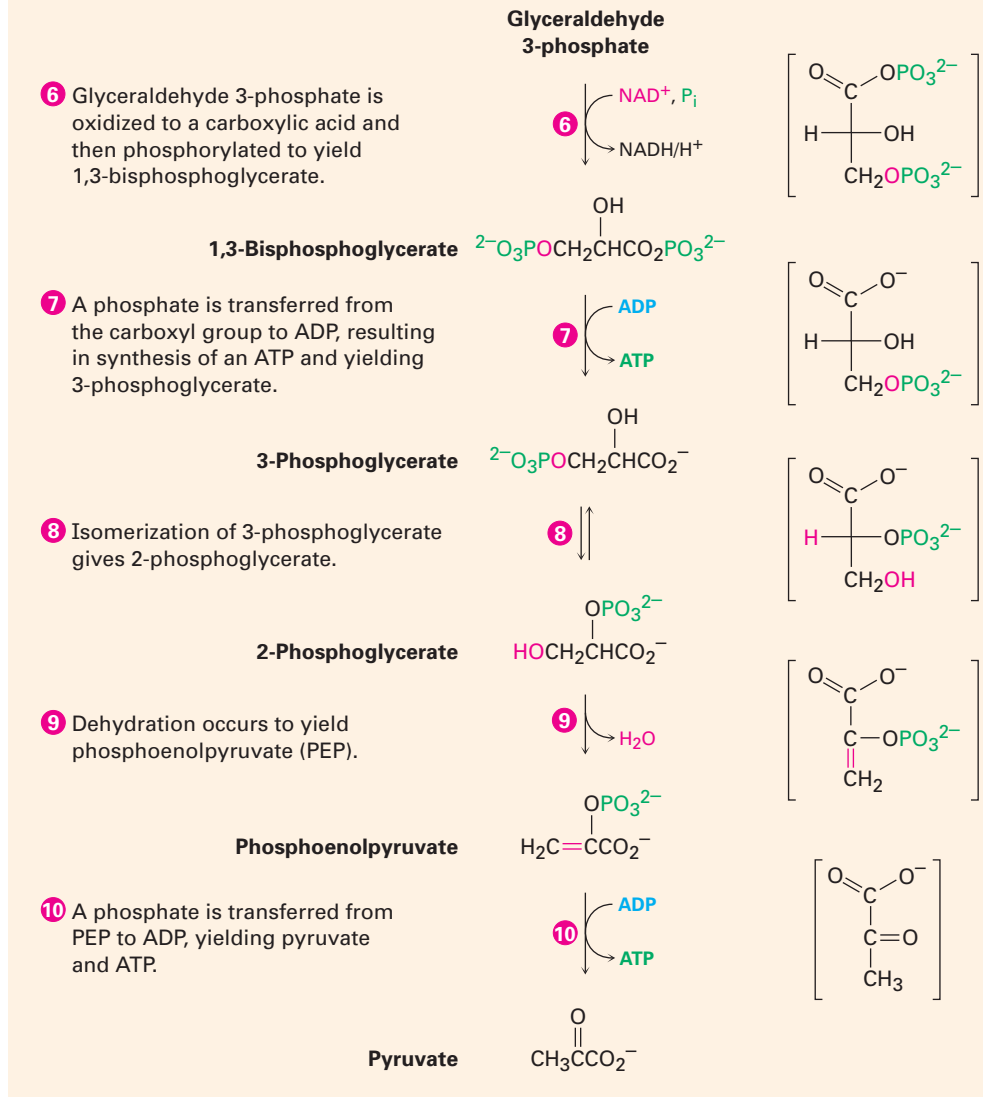 Glyceraldehyde
3-phosphate
6 Glyceraldehyde 3-phosphate is
oxidized to a carboxylic acid and
then phosphorylated to yield
1,3-bisphosphoglycerate.
6
NAD⁺, Pᵢ
NADH/H⁺
O
OPO₃²⁻
C
H
OH
CH₂OPO₃²⁻
OH
1,3-Bisphosphoglycerate
²⁻O₃POCH₂CHCO₂PO₃²⁻
7 A phosphate is transferred from
the carboxyl group to ADP, resulting
in synthesis of an ATP and yielding
3-phosphoglycerate.
7
ADP
ATP
O
O⁻
C
H
OH
CH₂OPO₃²⁻
OH
3-Phosphoglycerate
²⁻O₃POCH₂CHCO₂⁻
8 Isomerization of 3-phosphoglycerate
gives 2-phosphoglycerate.
8
O
O⁻
C
H
OPO₃²⁻
CH₂OH
OPO₃²⁻
2-Phosphoglycerate
HOCH₂CHCO₂⁻
9 Dehydration occurs to yield
phosphoenolpyruvate (PEP).
9
H₂O
O
O⁻
C
C
OPO₃²⁻
CH₂
OPO₃²⁻
Phosphoenolpyruvate
H₂C=CCO₂⁻
10 A phosphate is transferred from
PEP to ADP, yielding pyruvate
and ATP.
10
ADP
ATP
O
O⁻
C
C=O
CH₃
O
Pyruvate
CH₃CCO₂⁻